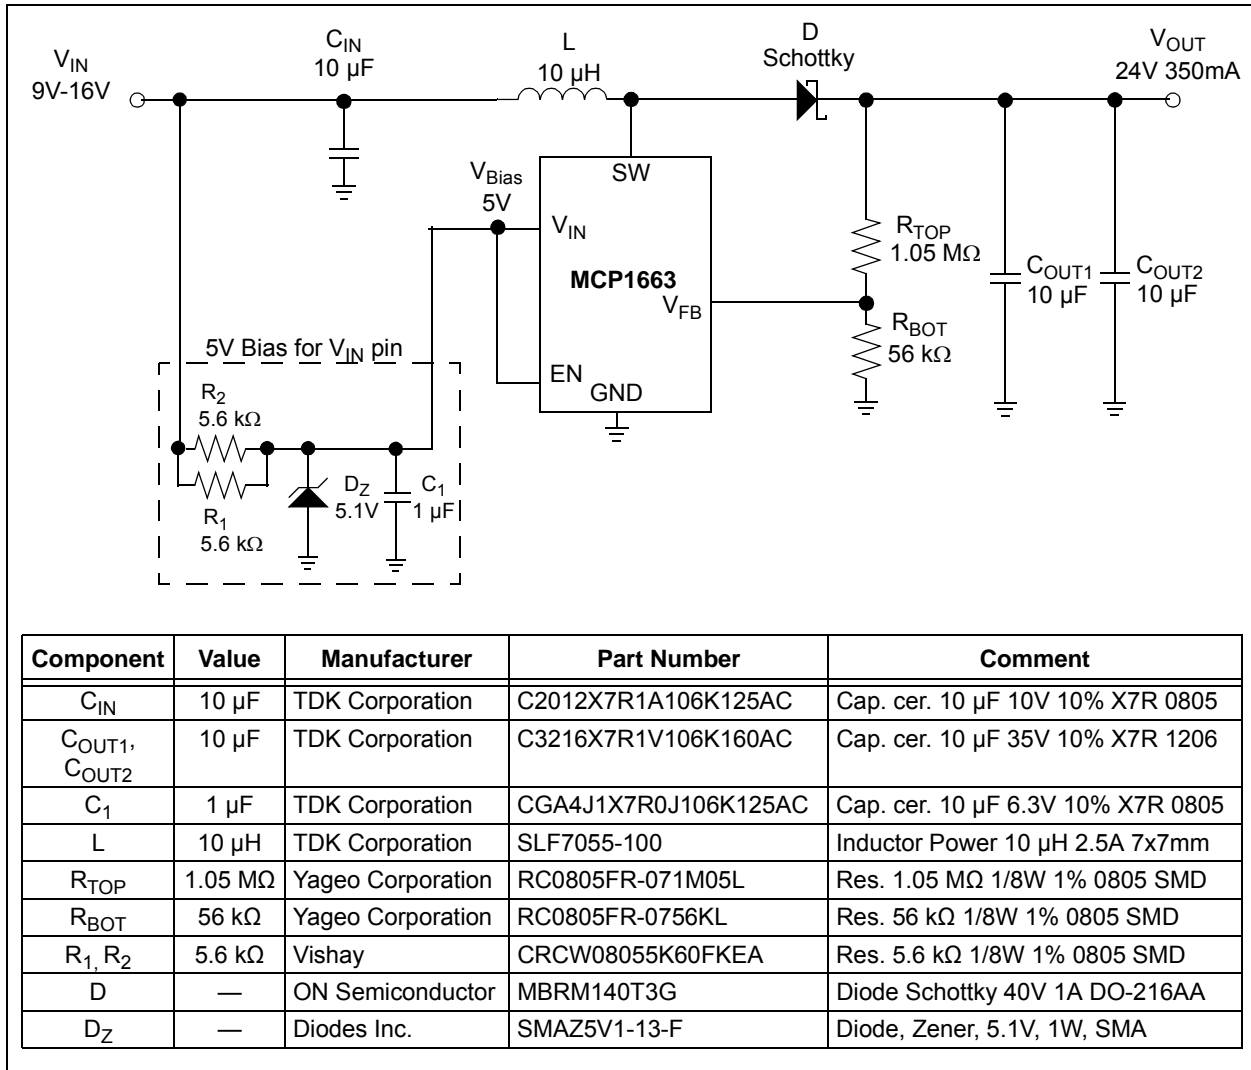 V_IN
9V-16V
C_IN
10 µF
L
10 µH
D
Schottky
V_OUT
24V 350mA
V_Bias
5V
SW
V_IN
MCP1663
V_FB
EN
GND
R_TOP
1.05 MΩ
R_BOT
56 kΩ
C_OUT1
10 µF
C_OUT2
10 µF
5V Bias for V_IN pin
R_2
5.6 kΩ
R_1
5.6 kΩ
D_Z
5.1V
C_1
1 µF
Component Value Manufacturer Part Number Comment
C_IN 10 µF TDK Corporation C2012X7R1A106K125AC Cap. cer. 10 µF 10V 10% X7R 0805
C_OUT1, 10 µF TDK Corporation C3216X7R1V106K160AC Cap. cer. 10 µF 35V 10% X7R 1206
C_OUT2
C_1 1 µF TDK Corporation CGA4J1X7R0J106K125AC Cap. cer. 10 µF 6.3V 10% X7R 0805
L 10 µH TDK Corporation SLF7055-100 Inductor Power 10 µH 2.5A 7x7mm
R_TOP 1.05 MΩ Yageo Corporation RC0805FR-071M05L Res. 1.05 MΩ 1/8W 1% 0805 SMD
R_BOT 56 kΩ Yageo Corporation RC0805FR-0756KL Res. 56 kΩ 1/8W 1% 0805 SMD
R_1, R_2 5.6 kΩ Vishay CRCW08055K60FKEA Res. 5.6 kΩ 1/8W 1% 0805 SMD
D — ON Semiconductor MBRM140T3G Diode Schottky 40V 1A DO-216AA
D_Z — Diodes Inc. SMAZ5V1-13-F Diode, Zener, 5.1V, 1W, SMA